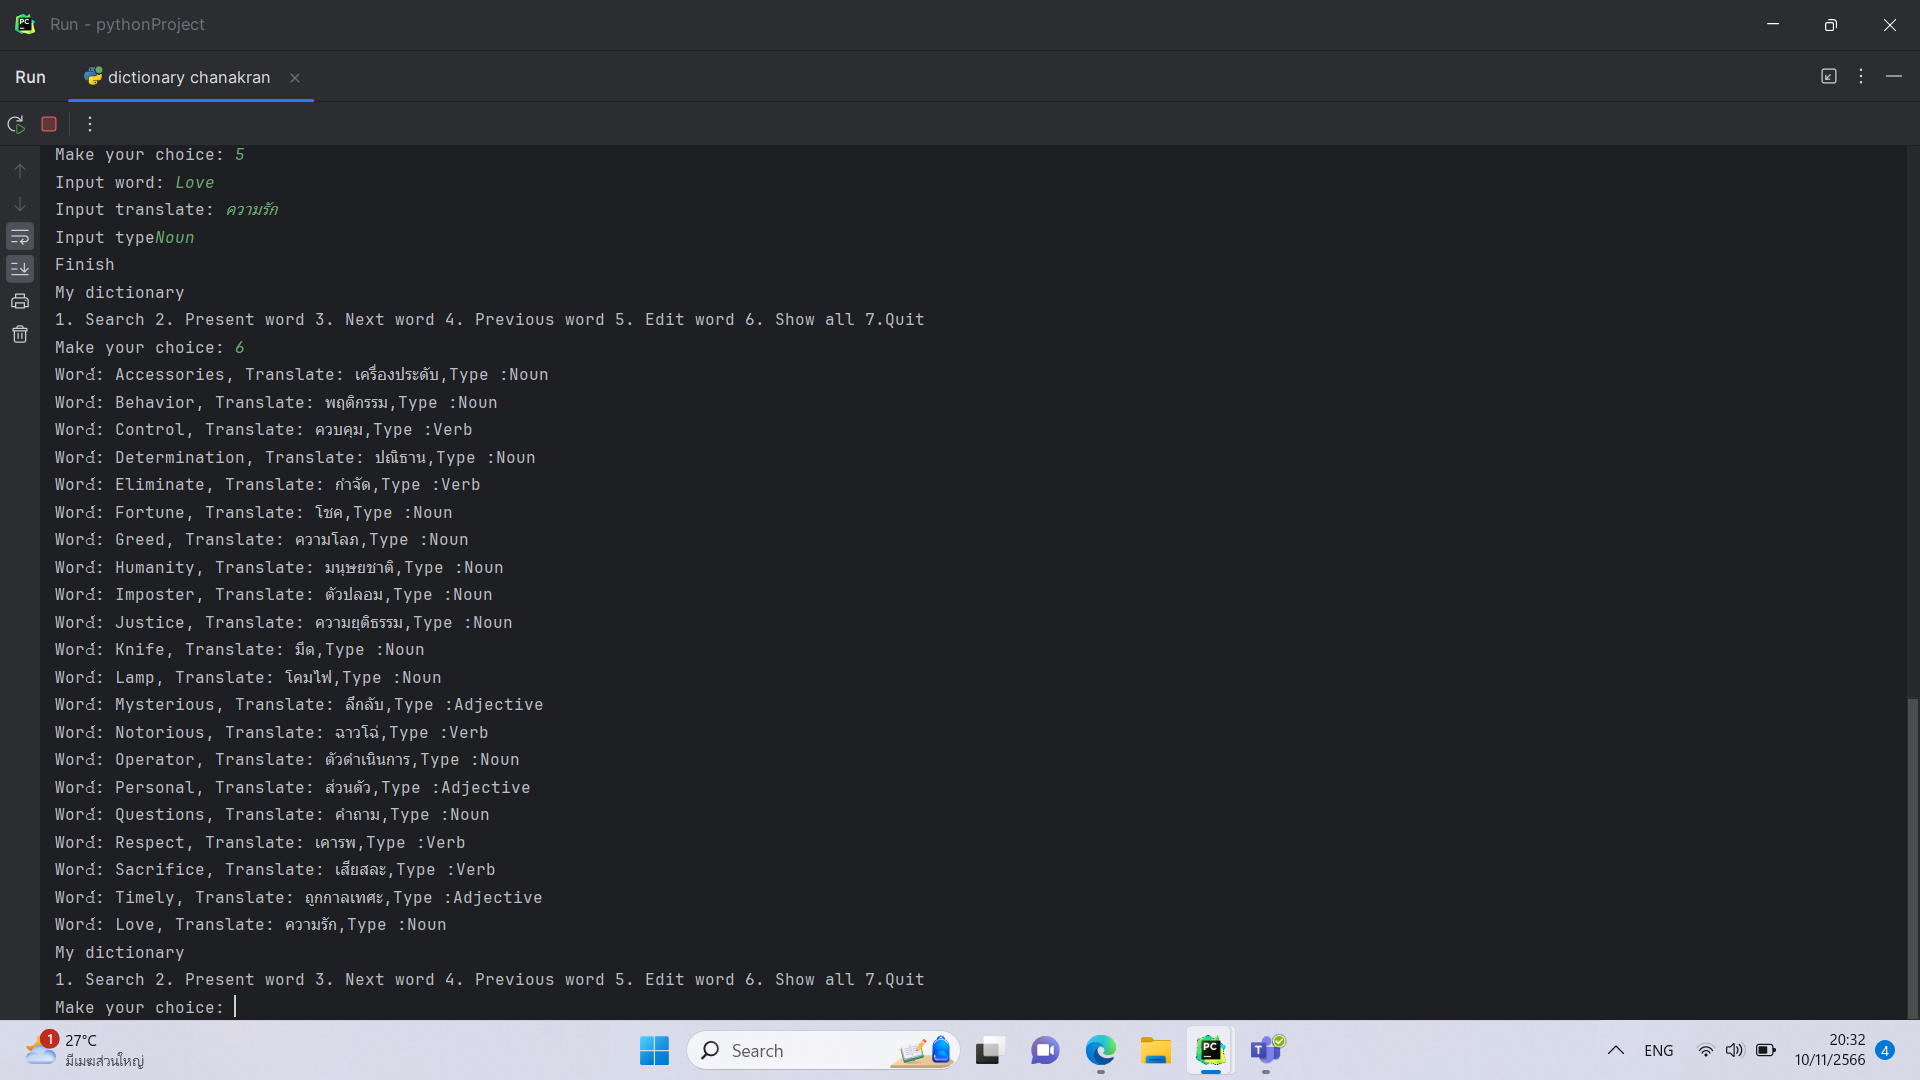 Run - pythonProject
Run dictionary chanakran
Make your choice: 5
Input word: Love
Input translate: ความรัก
Input typeNoun
Finish
My dictionary
1. Search 2. Present word 3. Next word 4. Previous word 5. Edit word 6. Show all 7.Quit
Make your choice: 6
Word: Accessories, Translate: เครื่องประดับ,Type :Noun
Word: Behavior, Translate: พฤติกรรม,Type :Noun
Word: Control, Translate: ควบคุม,Type :Verb
Word: Determination, Translate: ปณิธาน,Type :Noun
Word: Eliminate, Translate: กำจัด,Type :Verb
Word: Fortune, Translate: โชค,Type :Noun
Word: Greed, Translate: ความโลภ,Type :Noun
Word: Humanity, Translate: มนุษยชาติ,Type :Noun
Word: Imposter, Translate: ตัวปลอม,Type :Noun
Word: Justice, Translate: ความยุติธรรม,Type :Noun
Word: Knife, Translate: มีด,Type :Noun
Word: Lamp, Translate: โคมไฟ,Type :Noun
Word: Mysterious, Translate: ลึกลับ,Type :Adjective
Word: Notorious, Translate: ฉาวโฉ่,Type :Verb
Word: Operator, Translate: ตัวดำเนินการ,Type :Noun
Word: Personal, Translate: ส่วนตัว,Type :Adjective
Word: Questions, Translate: คำถาม,Type :Noun
Word: Respect, Translate: เคารพ,Type :Verb
Word: Sacrifice, Translate: เสียสละ,Type :Verb
Word: Timely, Translate: ถูกกาลเทศะ,Type :Adjective
Word: Love, Translate: ความรัก,Type :Noun
My dictionary
1. Search 2. Present word 3. Next word 4. Previous word 5. Edit word 6. Show all 7.Quit
Make your choice:
1 27°C
มีเมฆส่วนใหญ่
Search
ENG
20:32
10/11/2566
4